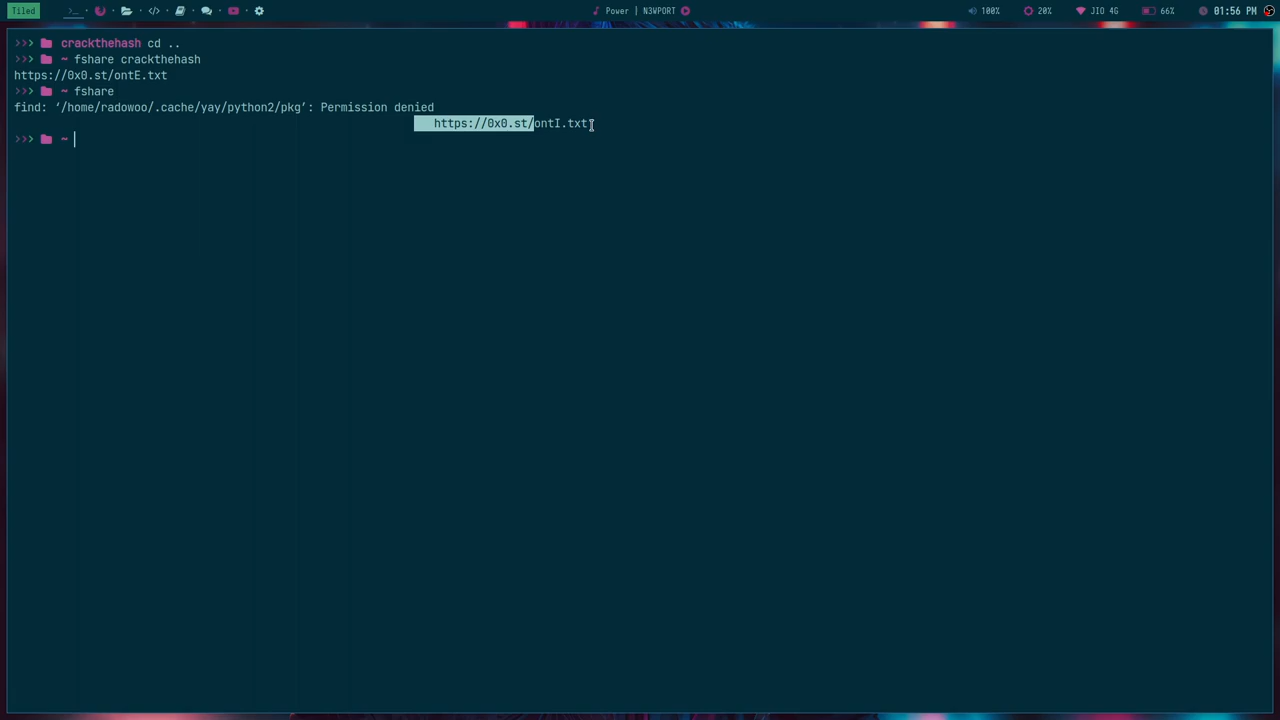 Tiled
Power | N3WPORT
100%
20%
JIO 4G
66%
01:56 PM
>_
</>
>>> crackthehash cd ..
>>> ~ fshare crackthehash
https://0x0.st/ontE.txt
>>> ~ fshare
find: ‘/home/radowoo/.cache/yay/python2/pkg’: Permission denied
https://0x0.st/ontI.txt
>>> ~